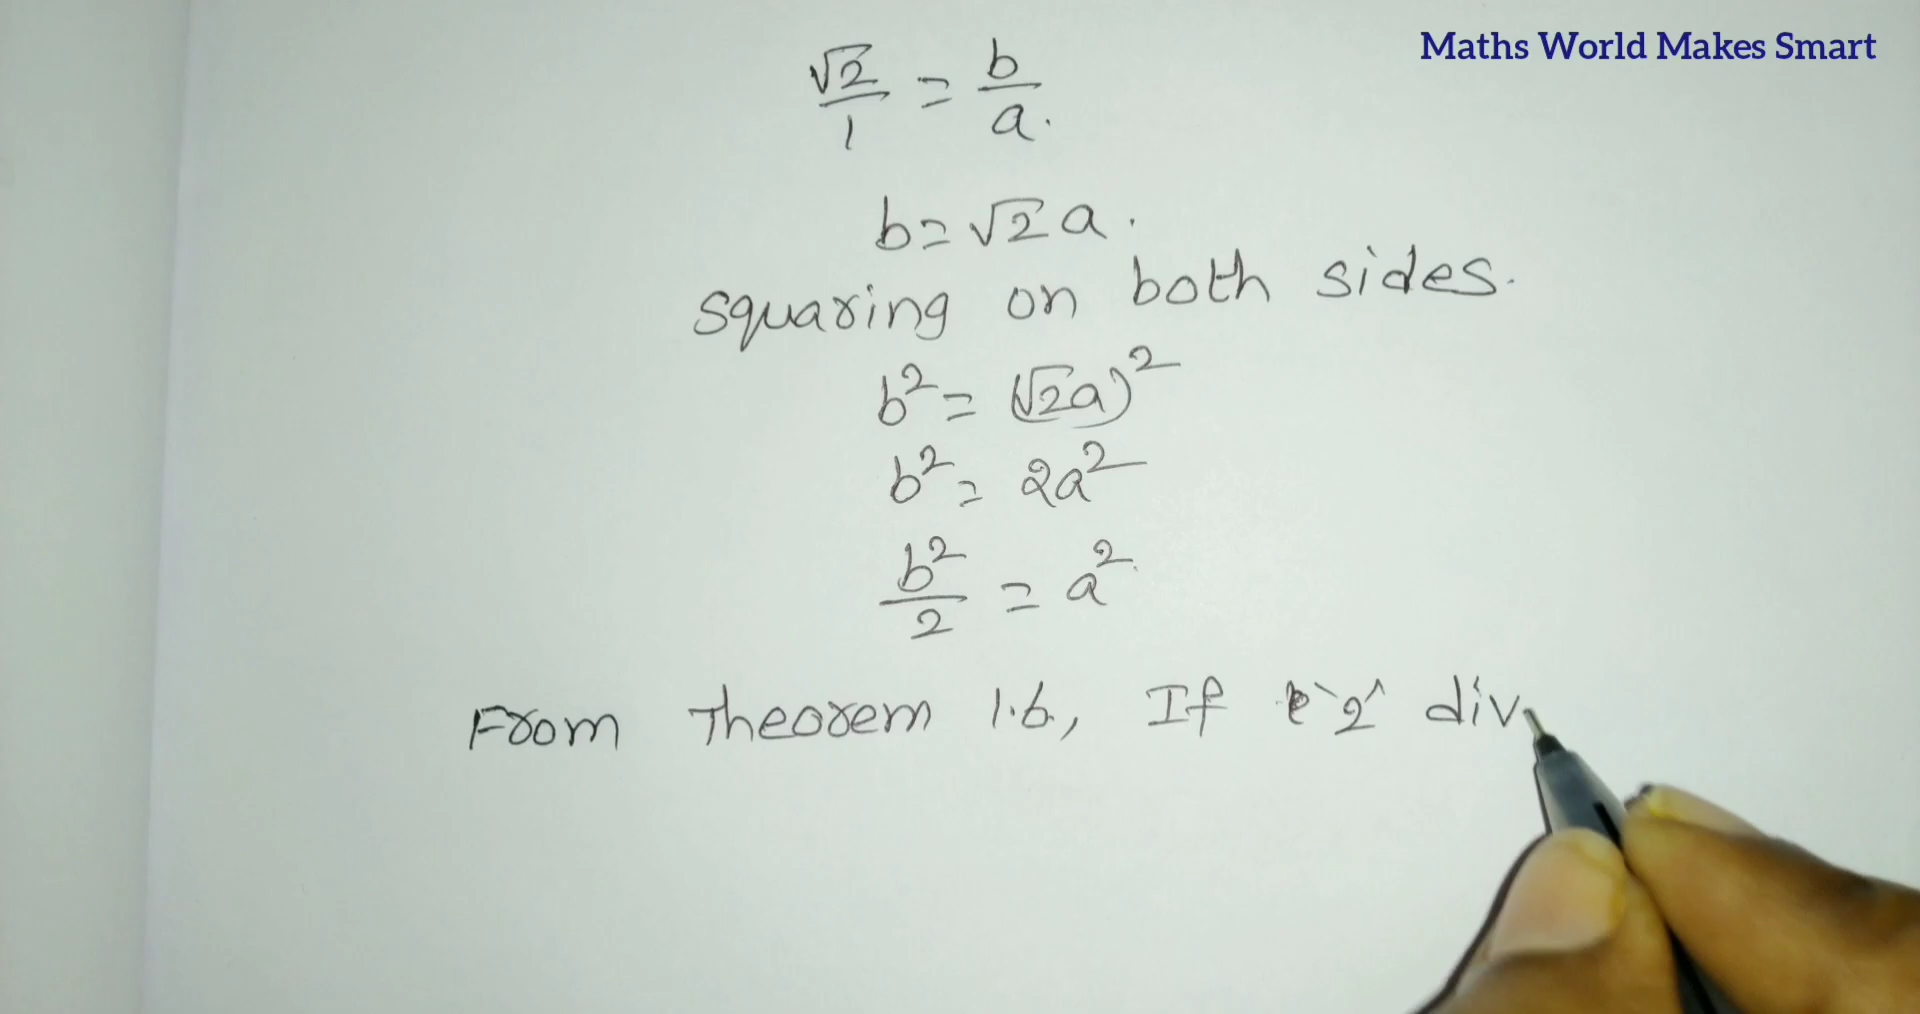 Maths World Makes Smart
√2/1 = b/a.
b = √2 a.
squaring on both sides.
b² = (√2a)²
b² = 2a²
b²/2 = a²
From Theorem 1.6, If '2' div